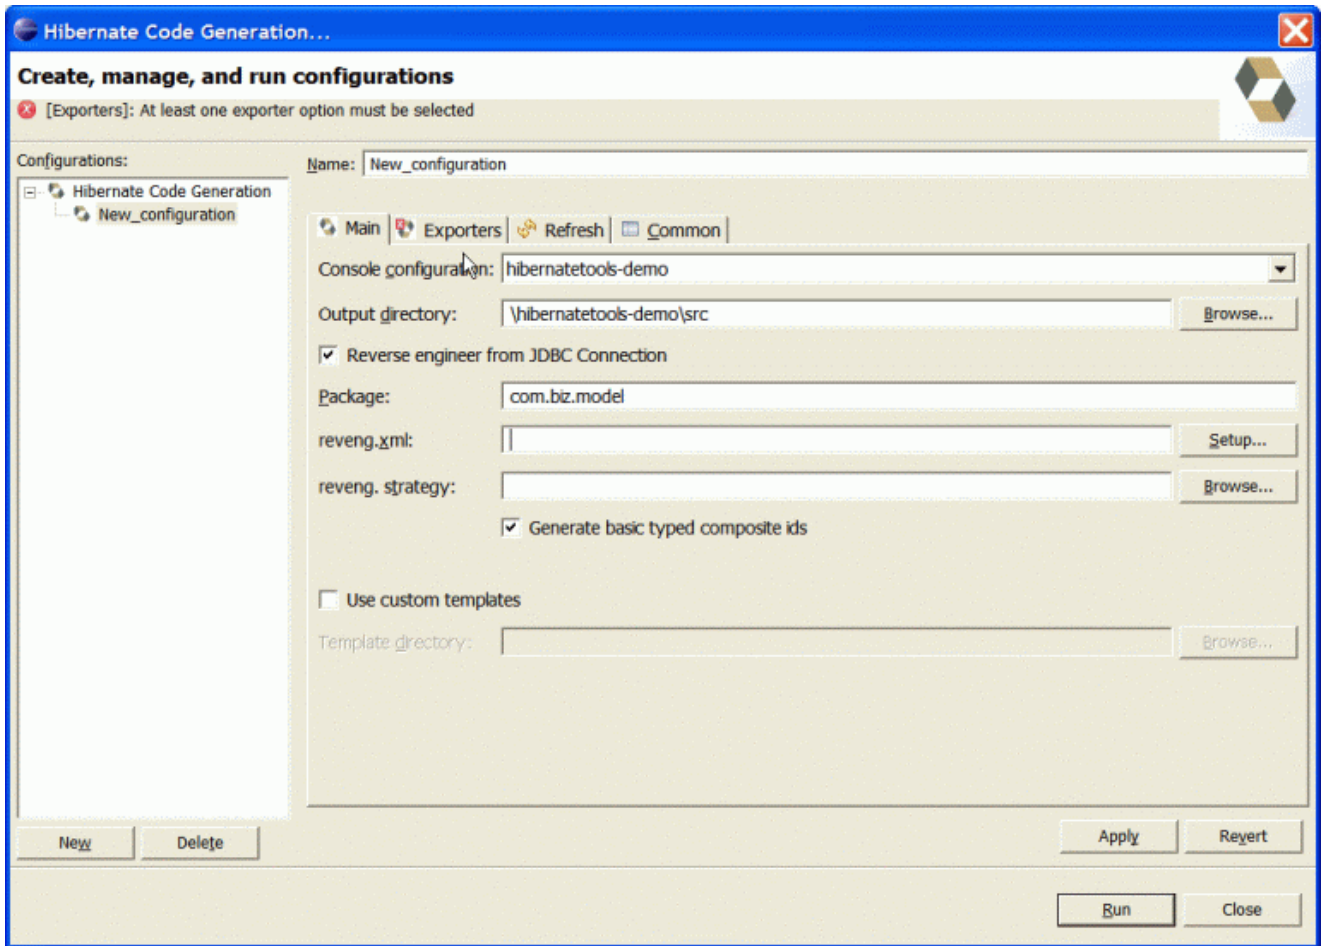 Hibernate Code Generation...
Create, manage, and run configurations
[Exporters]: At least one exporter option must be selected
Configurations:
Hibernate Code Generation
New_configuration
Name: New_configuration
Main Exporters Refresh Common
Console configuration: hibernatetools-demo
Output directory: \hibernatetools-demo\src Browse...
Reverse engineer from JDBC Connection
Package: com.biz.model
reveng.xml: Setup...
reveng. strategy: Browse...
Generate basic typed composite ids
Use custom templates
Template directory: Browse...
New Delete
Apply Revert
Run Close